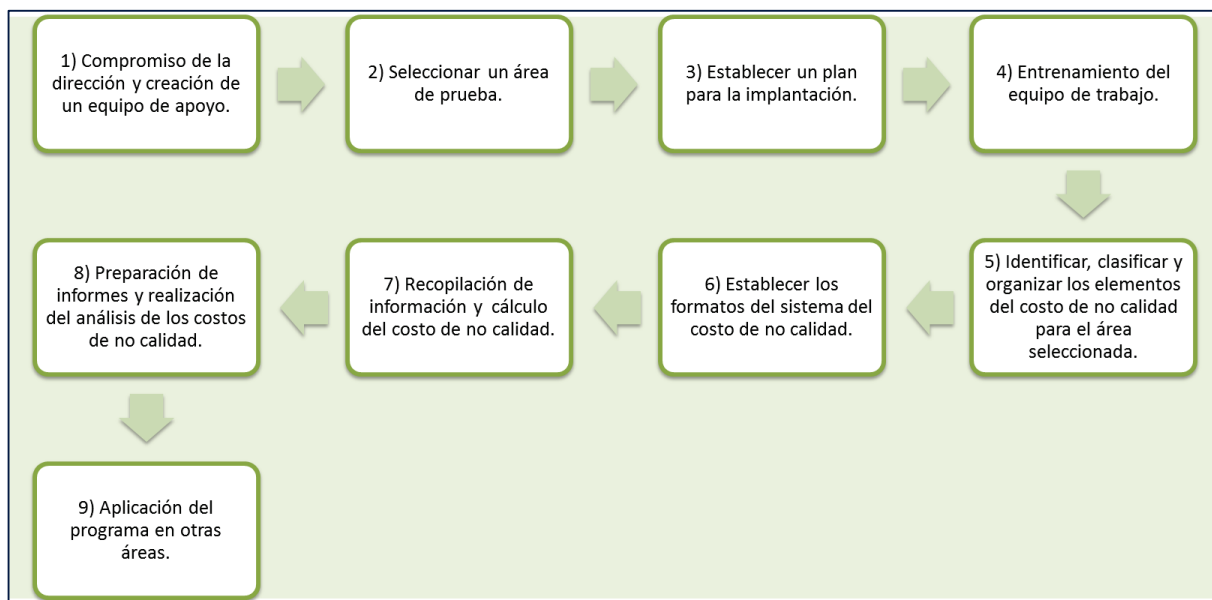 1) Compromiso de la
dirección y creación de
un equipo de apoyo.
2) Seleccionar un área
de prueba.
3) Establecer un plan
para la implantación.
4) Entrenamiento del
equipo de trabajo.
5) Identificar, clasificar y
organizar los elementos
del costo de no calidad
para el área
seleccionada.
6) Establecer los
formatos del sistema del
costo de no calidad.
7) Recopilación de
información y cálculo
del costo de no calidad.
8) Preparación de
informes y realización
del análisis de los costos
de no calidad.
9) Aplicación del
programa en otras
áreas.